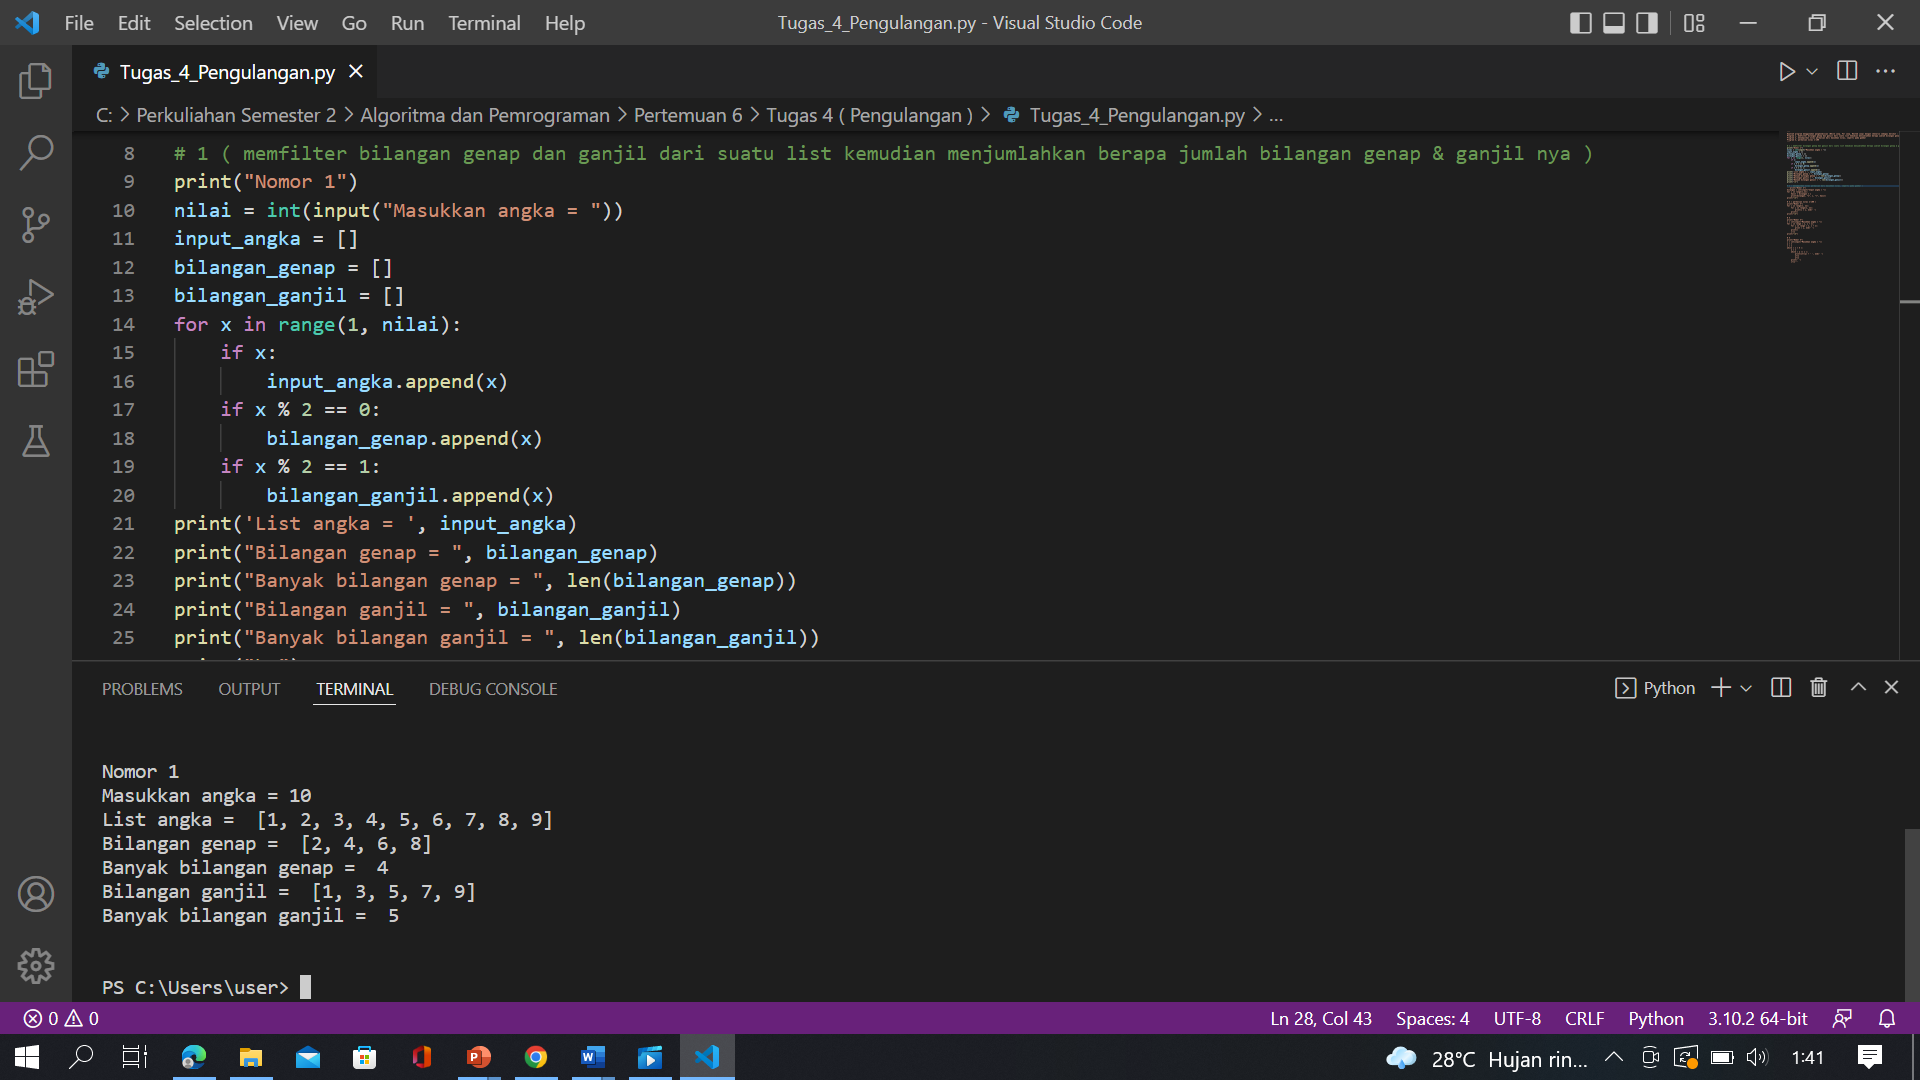 File Edit Selection View Go Run Terminal Help Tugas_4_Pengulangan.py - Visual Studio Code
Tugas_4_Pengulangan.py
C: > Perkuliahan Semester 2 > Algoritma dan Pemrograman > Pertemuan 6 > Tugas 4 ( Pengulangan ) > Tugas_4_Pengulangan.py > ...
8 # 1 ( memfilter bilangan genap dan ganjil dari suatu list kemudian menjumlahkan berapa jumlah bilangan genap & ganjil nya )
9 print("Nomor 1")
10 nilai = int(input("Masukkan angka = "))
11 input_angka = []
12 bilangan_genap = []
13 bilangan_ganjil = []
14 for x in range(1, nilai):
15     if x:
16         input_angka.append(x)
17     if x % 2 == 0:
18         bilangan_genap.append(x)
19     if x % 2 == 1:
20         bilangan_ganjil.append(x)
21 print('List angka = ', input_angka)
22 print("Bilangan genap = ", bilangan_genap)
23 print("Banyak bilangan genap = ", len(bilangan_genap))
24 print("Bilangan ganjil = ", bilangan_ganjil)
25 print("Banyak bilangan ganjil = ", len(bilangan_ganjil))
PROBLEMS OUTPUT TERMINAL DEBUG CONSOLE Python
Nomor 1
Masukkan angka = 10
List angka =  [1, 2, 3, 4, 5, 6, 7, 8, 9]
Bilangan genap =  [2, 4, 6, 8]
Banyak bilangan genap =  4
Bilangan ganjil =  [1, 3, 5, 7, 9]
Banyak bilangan ganjil =  5
PS C:\Users\user>
0 0 Ln 28, Col 43 Spaces: 4 UTF-8 CRLF Python 3.10.2 64-bit
28°C Hujan rin... 1:41